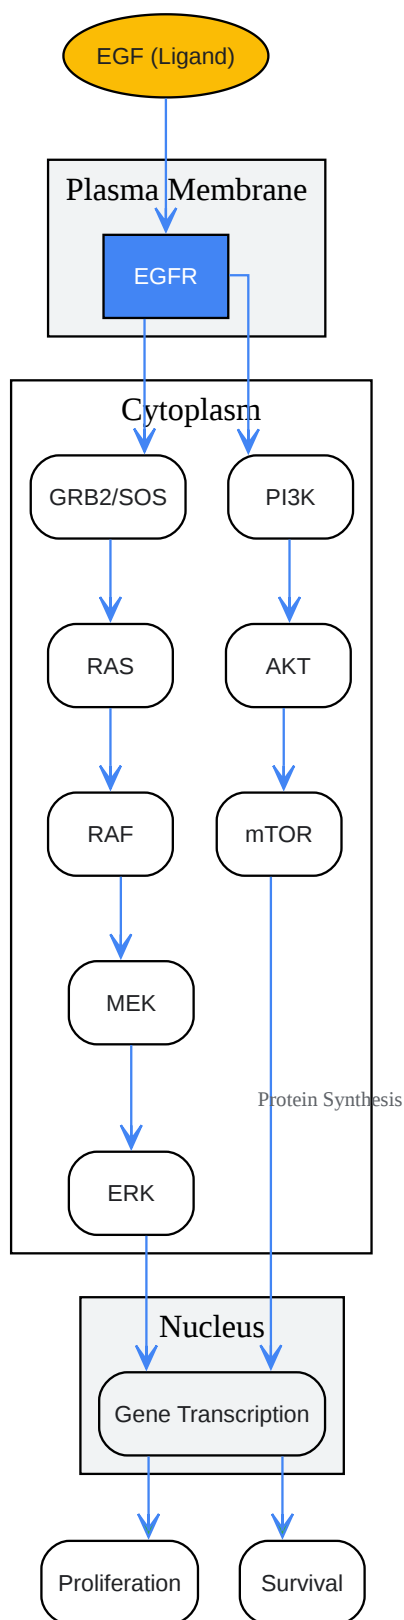 EGF (Ligand)
Plasma Membrane
EGFR
Cytoplasm
GRB2/SOS
PI3K
RAS
AKT
RAF
mTOR
MEK
Protein Synthesis
ERK
Nucleus
Gene Transcription
Proliferation
Survival